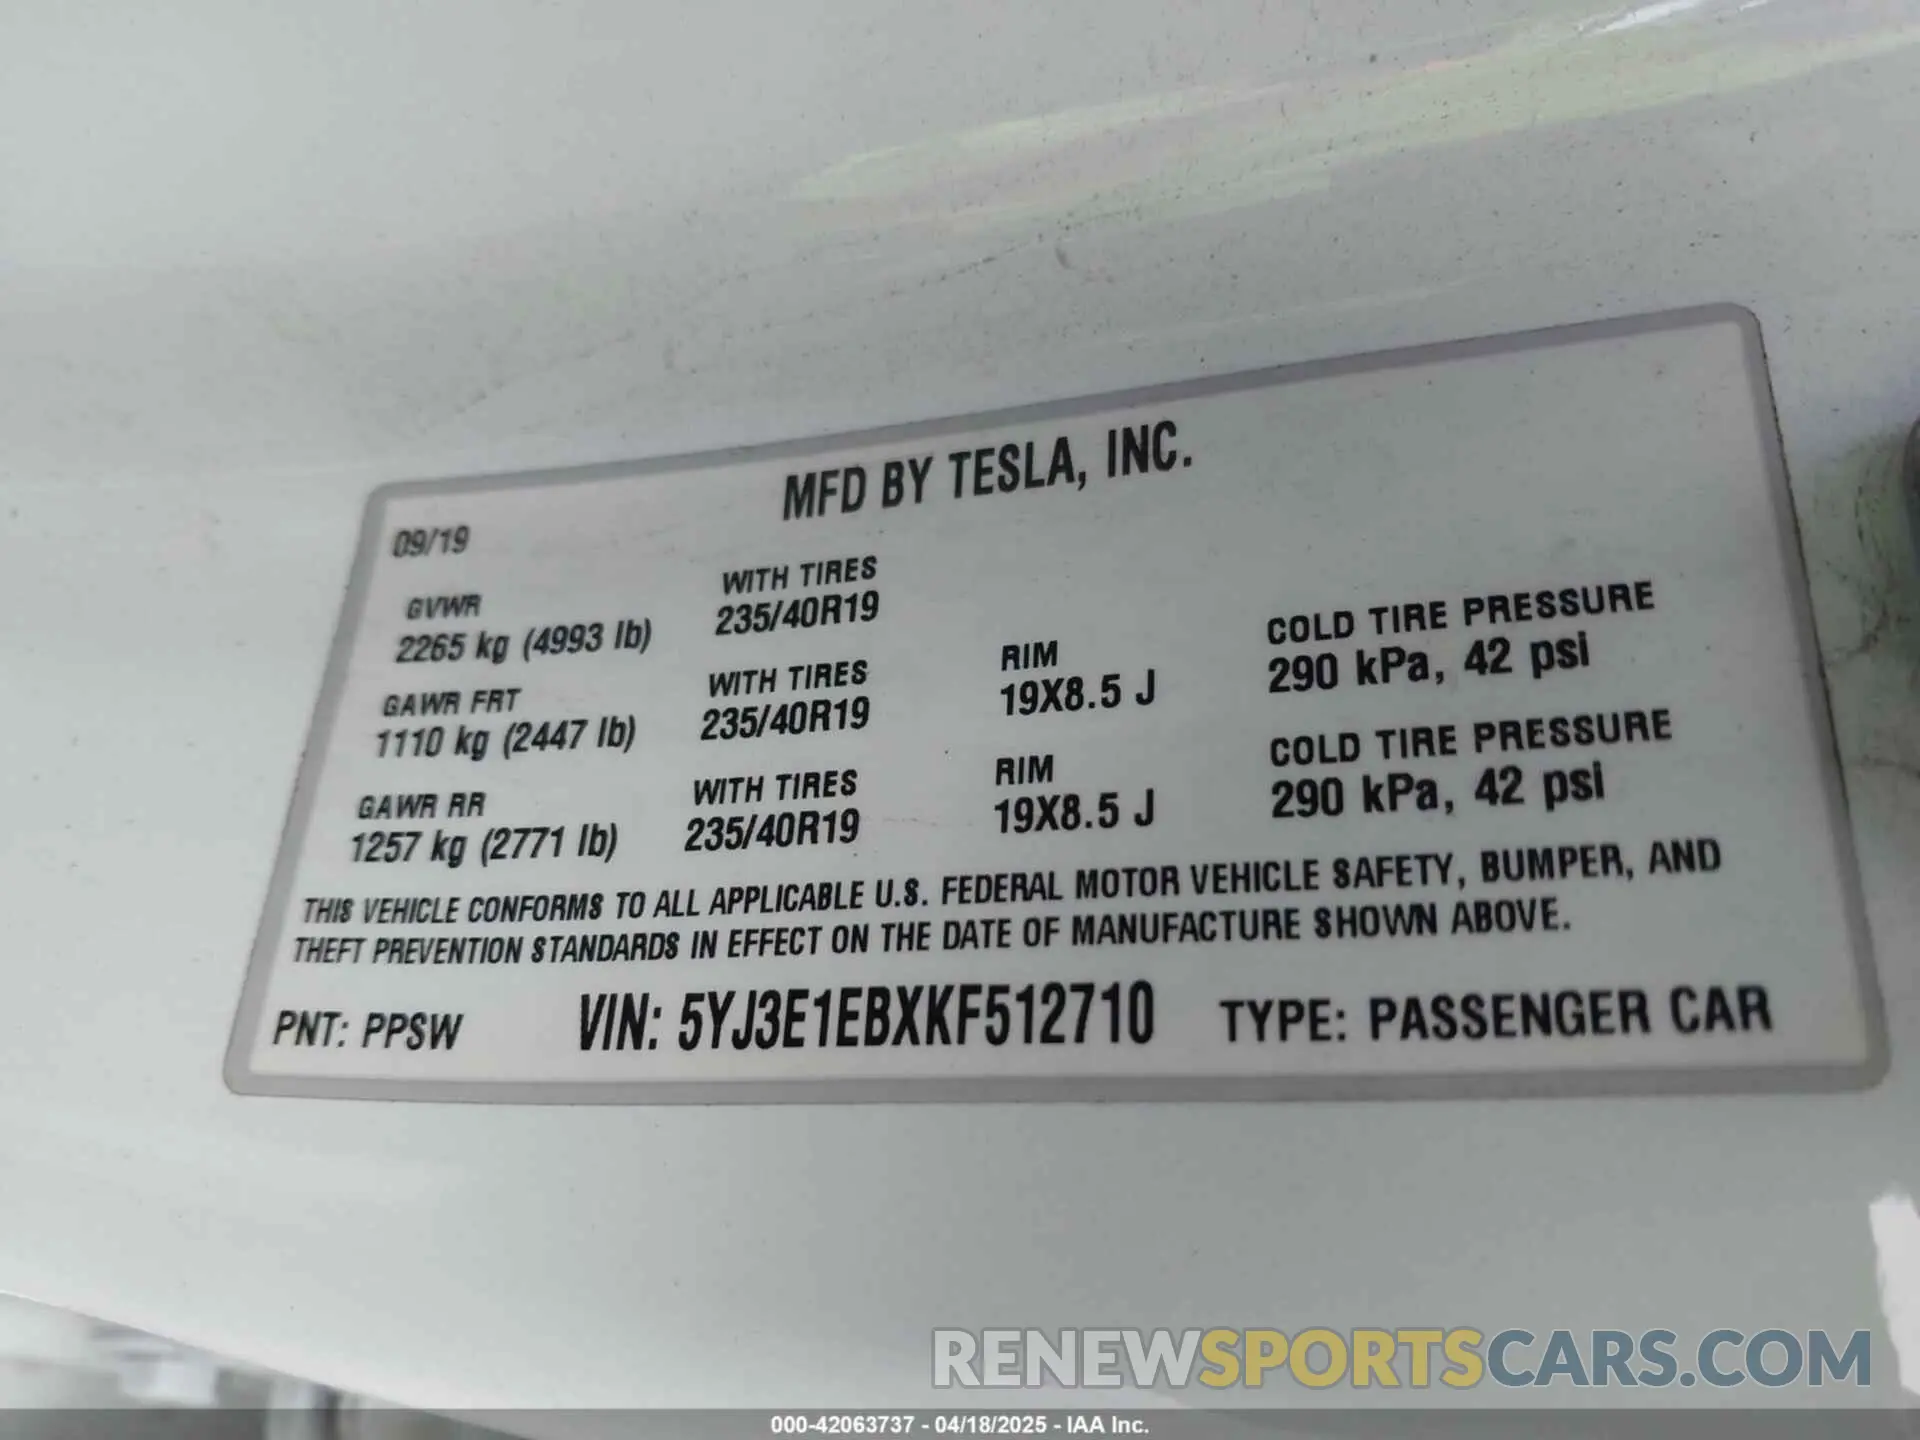 MFD BY TESLA, INC.
09/19
GVWR
2265 kg (4993 lb)
WITH TIRES
235/40R19
GAWR FRT
1110 kg (2447 lb)
WITH TIRES
235/40R19
RIM
19X8.5 J
COLD TIRE PRESSURE
290 kPa, 42 psi
GAWR RR
1257 kg (2771 lb)
WITH TIRES
235/40R19
RIM
19X8.5 J
COLD TIRE PRESSURE
290 kPa, 42 psi
THIS VEHICLE CONFORMS TO ALL APPLICABLE U.S. FEDERAL MOTOR VEHICLE SAFETY, BUMPER, AND
THEFT PREVENTION STANDARDS IN EFFECT ON THE DATE OF MANUFACTURE SHOWN ABOVE.
PNT: PPSW VIN: 5YJ3E1EBXKF512710 TYPE: PASSENGER CAR
RENEWSPORTSCARS.COM
000-42063737 - 04/18/2025 - IAA Inc.